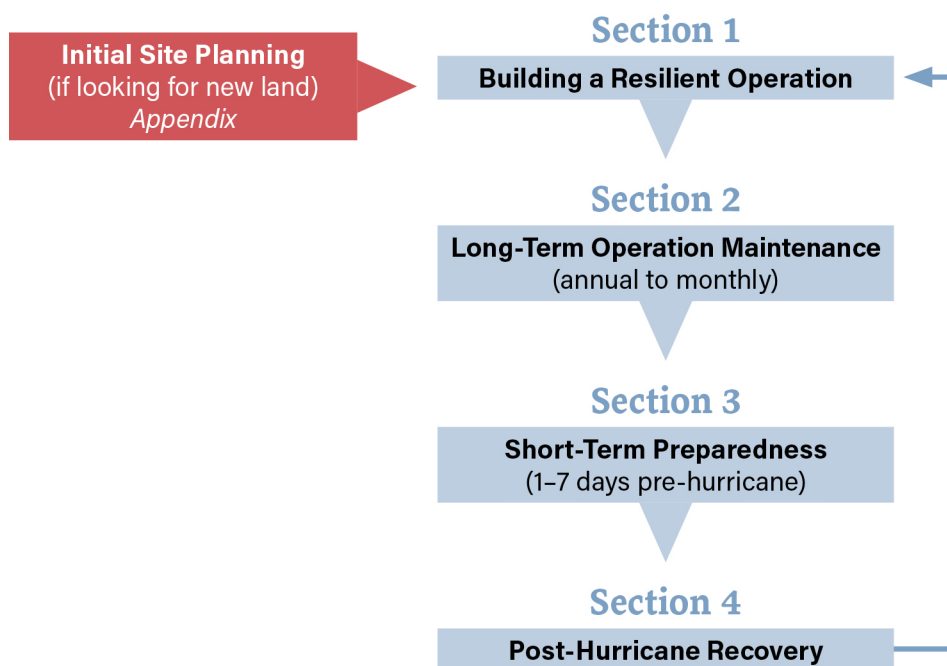 Initial Site Planning
(if looking for new land)
Appendix
Section 1
Building a Resilient Operation
Section 2
Long-Term Operation Maintenance
(annual to monthly)
Section 3
Short-Term Preparedness
(1–7 days pre-hurricane)
Section 4
Post-Hurricane Recovery